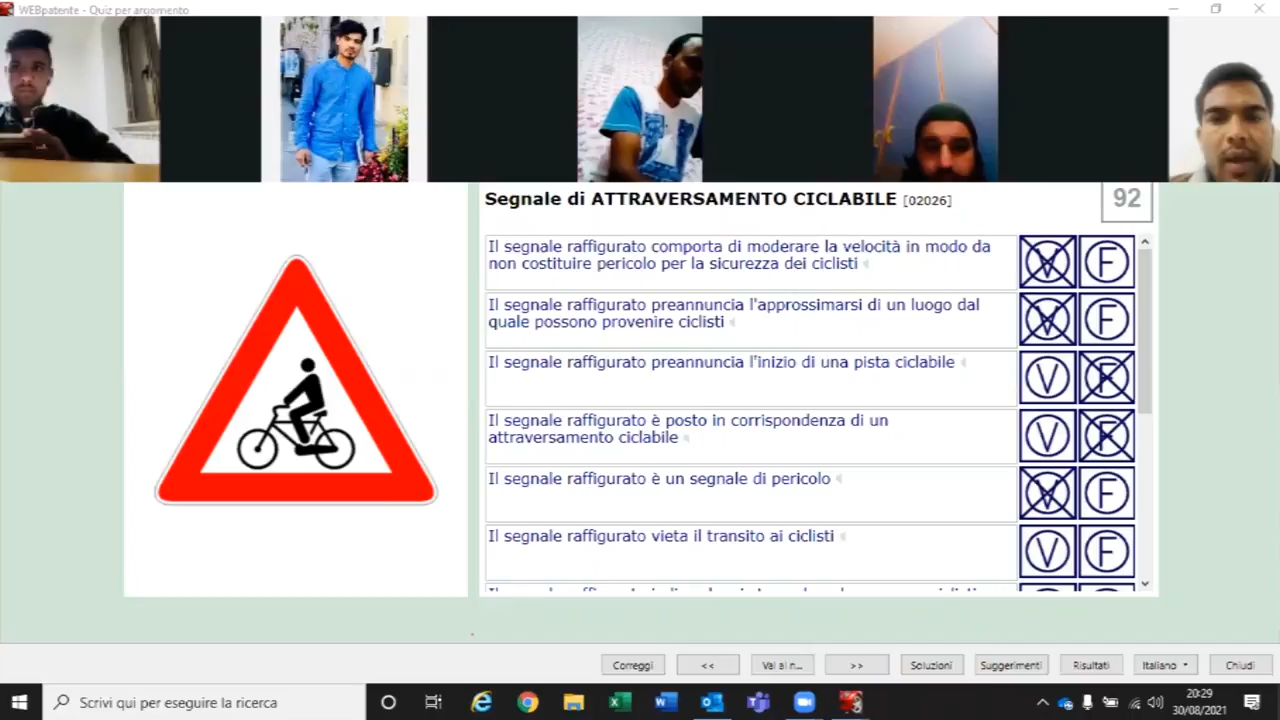 WEBpatente - Quiz per argomento
Segnale di ATTRAVERSAMENTO CICLABILE [02026]
92
Il segnale raffigurato comporta di moderare la velocità in modo da
non costituire pericolo per la sicurezza dei ciclisti
V F
Il segnale raffigurato preannuncia l'approssimarsi di un luogo dal
quale possono provenire ciclisti
V F
Il segnale raffigurato preannuncia l'inizio di una pista ciclabile
V F
Il segnale raffigurato è posto in corrispondenza di un
attraversamento ciclabile
V F
Il segnale raffigurato è un segnale di pericolo
V F
Il segnale raffigurato vieta il transito ai ciclisti
V F
Correggi << Vai al n... >> Soluzioni Suggerimenti Risultati Italiano Chiudi
Scrivi qui per eseguire la ricerca
20:29
30/08/2021